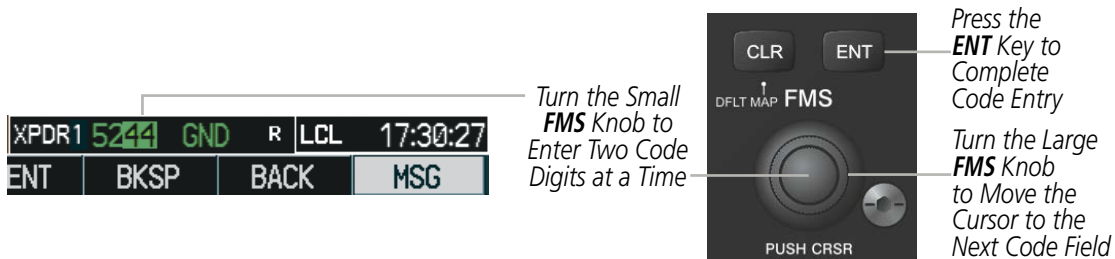 XPDR1 5244 GND R LCL 17:30:27
ENT BKSP BACK MSG
Turn the Small
FMS Knob to
Enter Two Code
Digits at a Time
CLR ENT
DFLT MAP FMS
PUSH CRSR
Press the
ENT Key to
Complete
Code Entry
Turn the Large
FMS Knob
to Move the
Cursor to the
Next Code Field